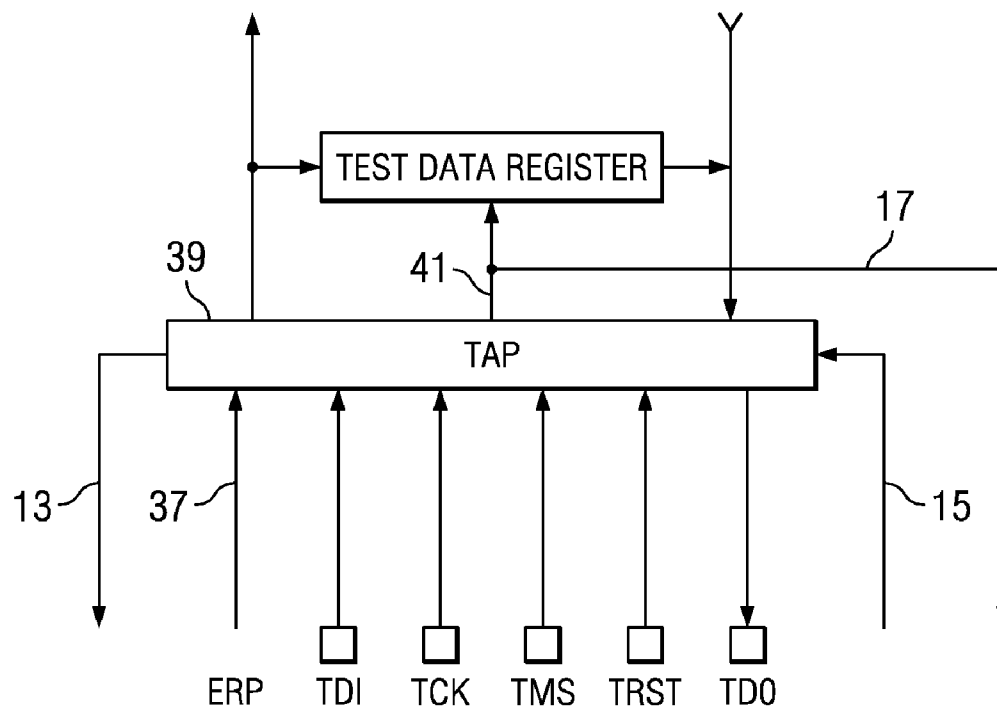 TEST DATA REGISTER
17
39
41
TAP
13
37
15
ERP
TDI
TCK
TMS
TRST
TD0